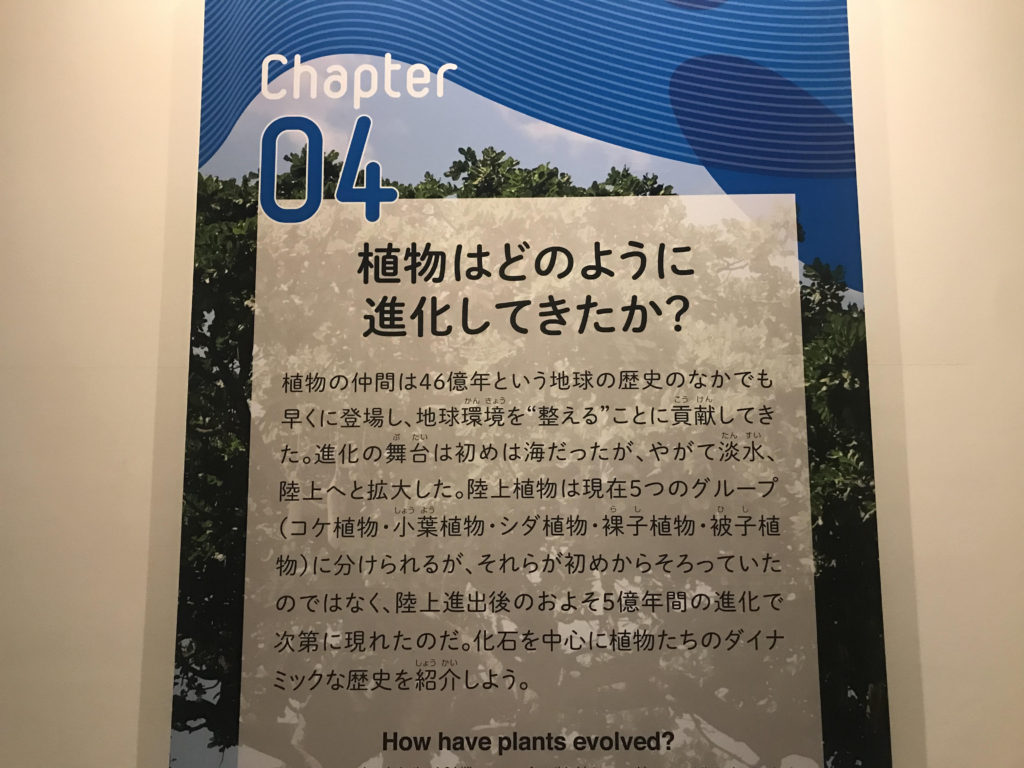 Chapter
04
植物はどのように
進化してきたか?
植物の仲間は46億年という地球の歴史のなかでも
早くに登場し、地球環境を“整える”ことに貢献してき
た。進化の舞台は初めは海だったが、やがて淡水、
陸上へと拡大した。陸上植物は現在5つのグループ
(コケ植物・小葉植物・シダ植物・裸子植物・被子植
物)に分けられるが、それらが初めからそろっていた
のではなく、陸上進出後のおよそ5億年間の進化で
次第に現れたのだ。化石を中心に植物たちのダイナ
ミックな歴史を紹介しよう。
How have plants evolved?